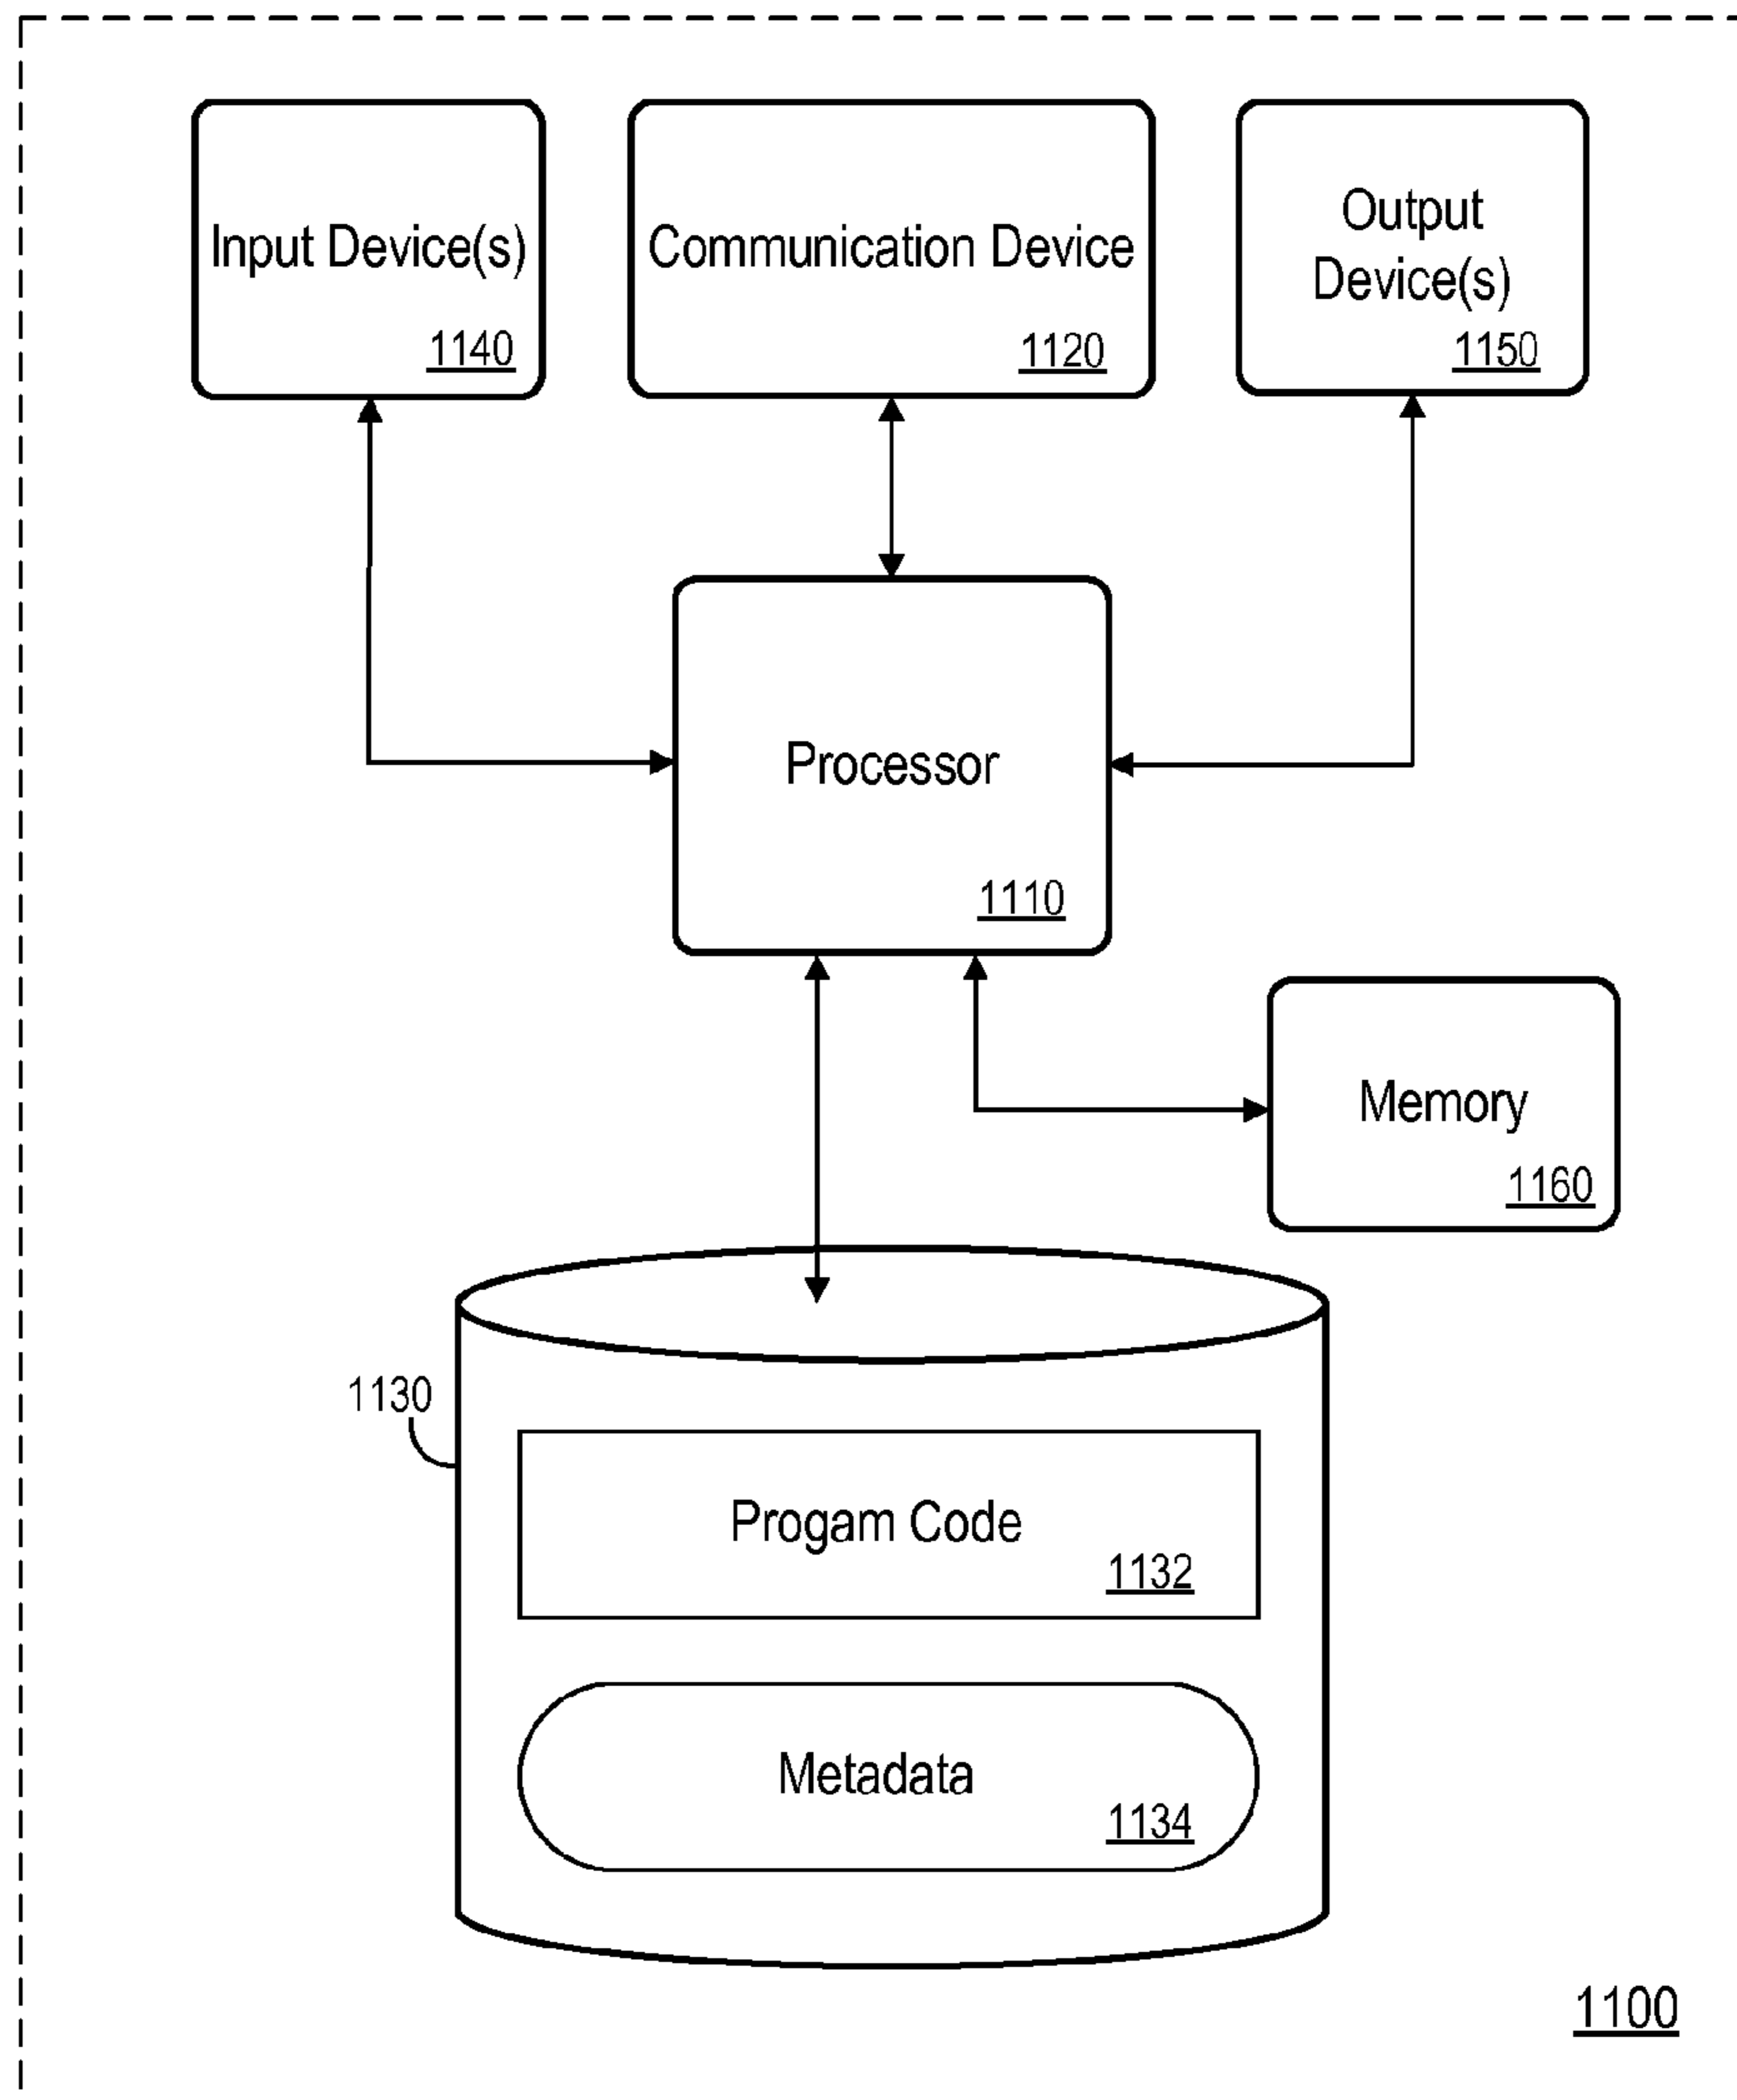 Input Device(s)
1140
Communication Device
1120
Output
Device(s)
1150
Processor
1110
Memory
1160
1130
Progam Code
1132
Metadata
1134
1100